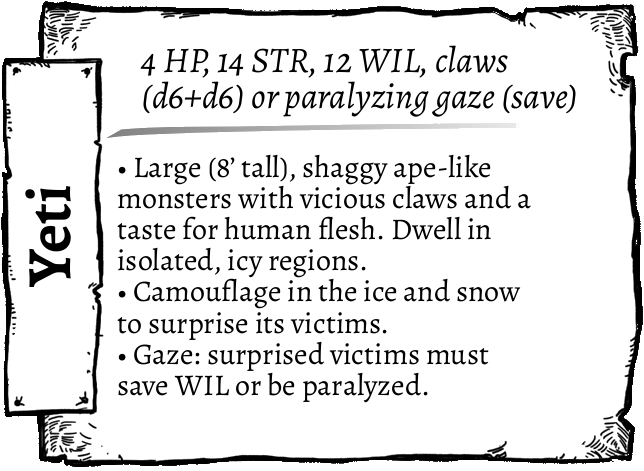 Yeti
4 HP, 14 STR, 12 WIL, claws
(d6+d6) or paralyzing gaze (save)
• Large (8’ tall), shaggy ape-like
monsters with vicious claws and a
taste for human flesh. Dwell in
isolated, icy regions.
• Camouflage in the ice and snow
to surprise its victims.
• Gaze: surprised victims must
save WIL or be paralyzed.